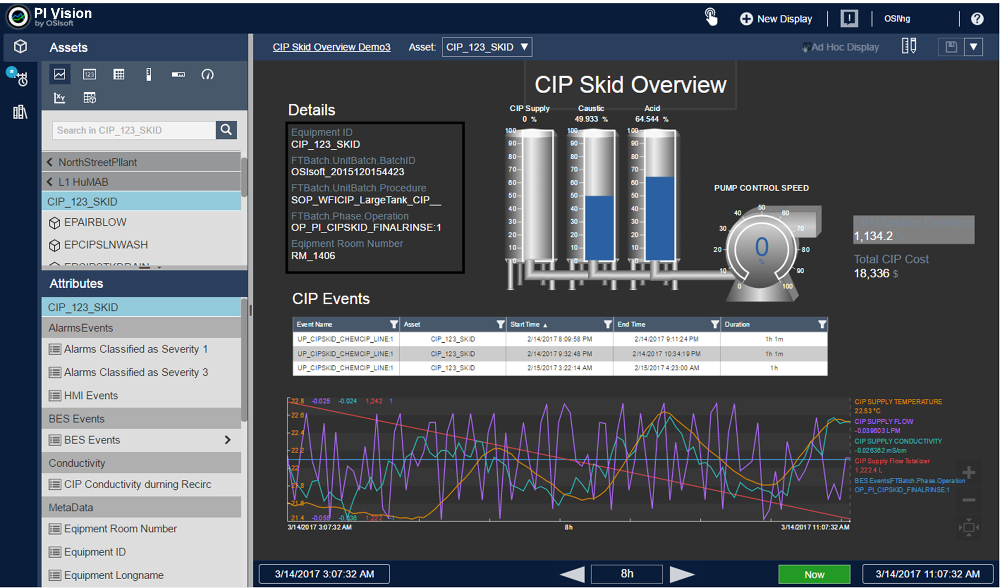 PI Vision
by OSIsoft
New Display
OSI\hg
?
Assets
CIP Skid Overview Demo3
Asset:
CIP_123_SKID
Ad Hoc Display
123
XY
Search in CIP_123_SKID
NorthStreetPllant
L1 HuMAB
CIP_123_SKID
EPAIRBLOW
EPCIPSLNWASH
Attributes
CIP_123_SKID
AlarmsEvents
Alarms Classified as Severity 1
Alarms Classified as Severity 3
HMI Events
BES Events
BES Events
Conductivity
CIP Conductivity durning Recirc
MetaData
Eqipment Room Number
Equipment ID
Equipment Longname
CIP Skid Overview
Details
Equipment ID
CIP_123_SKID
FTBatch.UnitBatch.BatchID
OSIsoft_2015120154423
FTBatch.UnitBatch.Procedure
SOP_WFICIP_LargeTank_CIP__
FTBatch.Phase.Operation
OP_PI_CIPSKID_FINALRINSE:1
Eqipment Room Number
RM_1406
CIP Supply
0 %
100
90
80
70
60
50
40
30
20
10
0
Caustic
49.933 %
100
90
80
70
60
50
40
30
20
10
0
Acid
64.544 %
100
90
80
70
60
50
40
30
20
10
0
PUMP CONTROL SPEED
0
10
20
30
40
50
60
70
80
90
100
0
%
CIP Duration Deviation
1,134.2
Total CIP Cost
18,336 $
CIP Events
Event Name Asset Start Time End Time Duration
UP_CIPSKID_CHEMCIP_LINE:1 CIP_123_SKID 2/14/2017 8:09:58 PM 2/14/2017 9:11:24 PM 1h 1m
UP_CIPSKID_CHEMCIP_LINE:1 CIP_123_SKID 2/14/2017 9:32:48 PM 2/14/2017 10:34:19 PM 1h 1m
UP_CIPSKID_CHEMCIP_LINE:1 CIP_123_SKID 2/15/2017 3:22:14 AM 2/15/2017 4:23:00 AM 1h
22.8 -0.025 -0.024 1,242 1
22.6
22.4
22.2
22
21.8
21.6
21.4 -0.055 -0.036 1,222 -1
3/14/2017 3:07:32 AM 8h 3/14/2017 11:07:32 AM
CIP SUPPLY TEMPERATURE
22.53 °C
CIP SUPPLY FLOW
-0.039603 LPM
CIP SUPPLY CONDUCTIVITY
-0.026362 mS/cm
CIP Supply Flow Totalizer
1,222.4 L
BES Events|FTBatch.Phase.Operation
OP_PI_CIPSKID_FINALRINSE:1
3/14/2017 3:07:32 AM
8h
Now
3/14/2017 11:07:32 AM